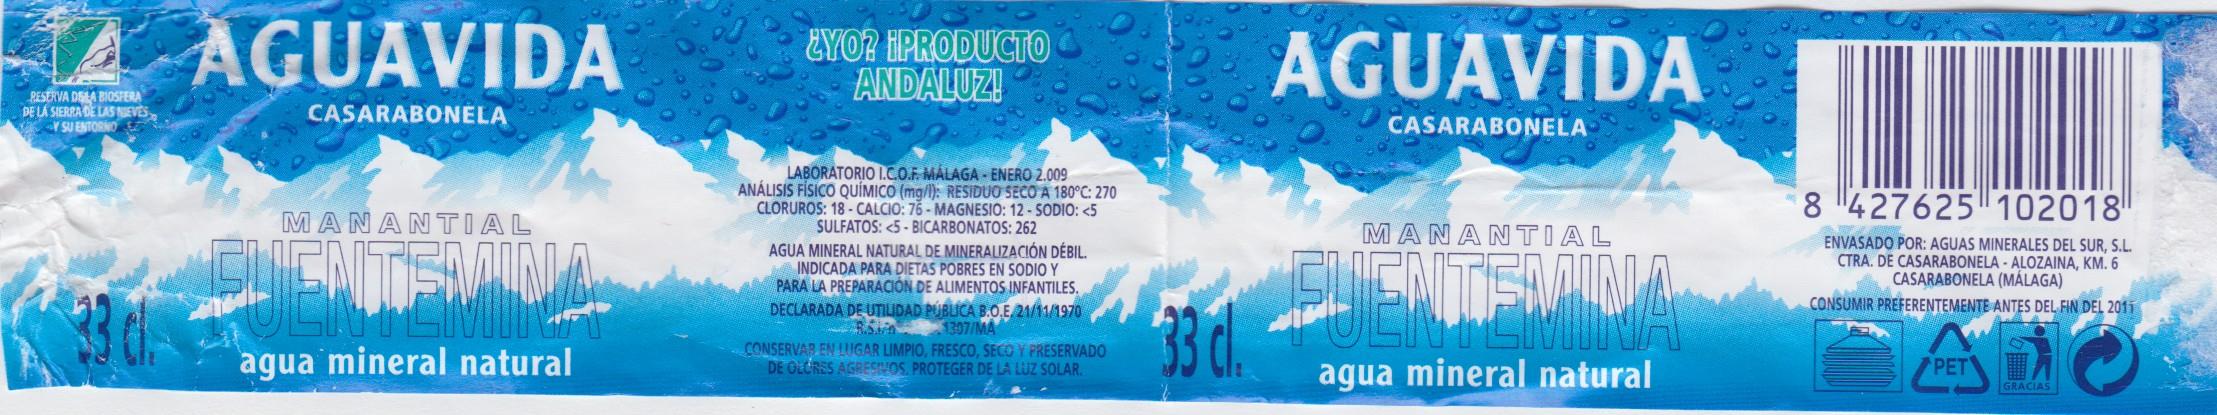 RESERVA DE LA BIOSFERA
DE LA SIERRA DE LAS NIEVES
Y SU ENTORNO
AGUAVIDA
CASARABONELA
MANANTIAL
FUENTEMINA
33 cl.
agua mineral natural
¿YO? ¡PRODUCTO
ANDALUZ!
LABORATORIO I.C.O.F. MÁLAGA - ENERO 2.009
ANÁLISIS FÍSICO QUÍMICO (mg/l): RESIDUO SECO A 180°C: 270
CLORUROS: 18 - CALCIO: 76 - MAGNESIO: 12 - SODIO: <5
SULFATOS: <5 - BICARBONATOS: 262
AGUA MINERAL NATURAL DE MINERALIZACIÓN DÉBIL.
INDICADA PARA DIETAS POBRES EN SODIO Y
PARA LA PREPARACIÓN DE ALIMENTOS INFANTILES.
DECLARADA DE UTILIDAD PÚBLICA B.O.E. 21/11/1970
1307/MA
CONSERVAR EN LUGAR LIMPIO, FRESCO, SECO Y PRESERVADO
DE OLORES AGRESIVOS. PROTEGER DE LA LUZ SOLAR.
AGUAVIDA
CASARABONELA
MANANTIAL
FUENTEMINA
33 cl.
agua mineral natural
8 427625 102018
ENVASADO POR: AGUAS MINERALES DEL SUR, S.L.
CTRA. DE CASARABONELA - ALOZAINA, KM. 6
CASARABONELA (MÁLAGA)
CONSUMIR PREFERENTEMENTE ANTES DEL FIN DEL 2011
PET
GRACIAS